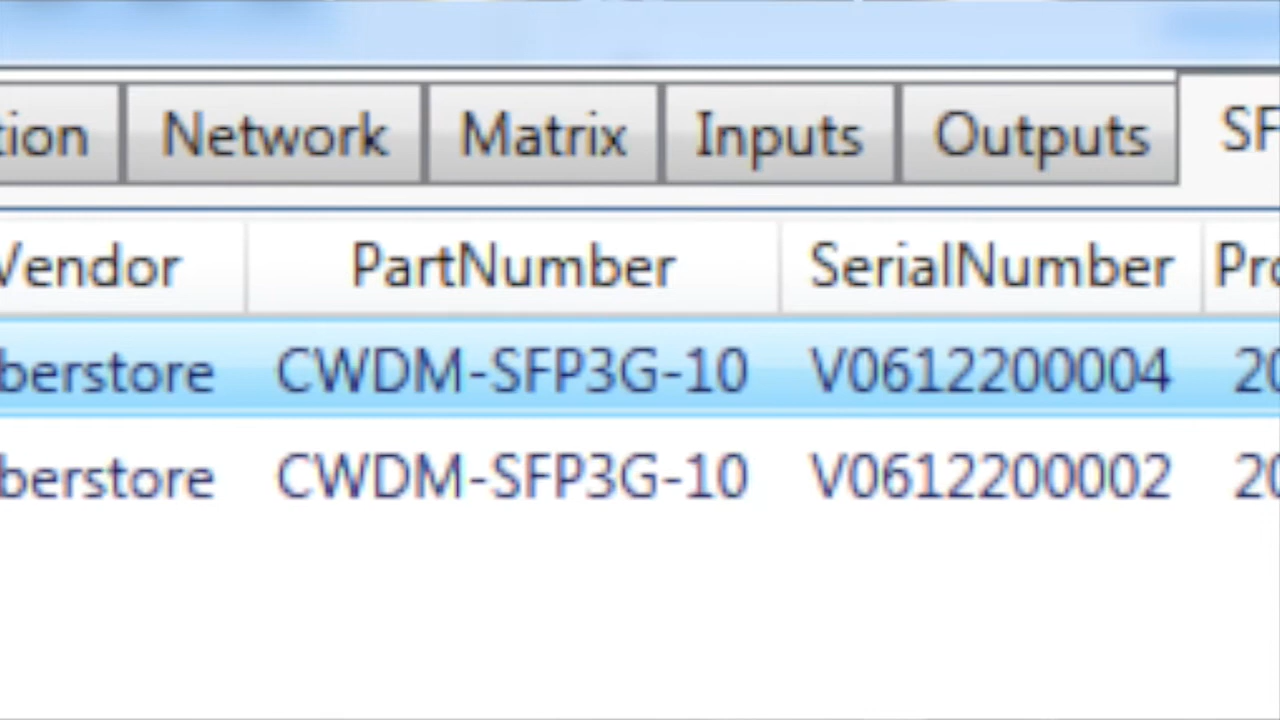 tion Network Matrix Inputs Outputs SF
Vendor PartNumber SerialNumber Pro
berstore CWDM-SFP3G-10 V0612200004 20
berstore CWDM-SFP3G-10 V0612200002 20